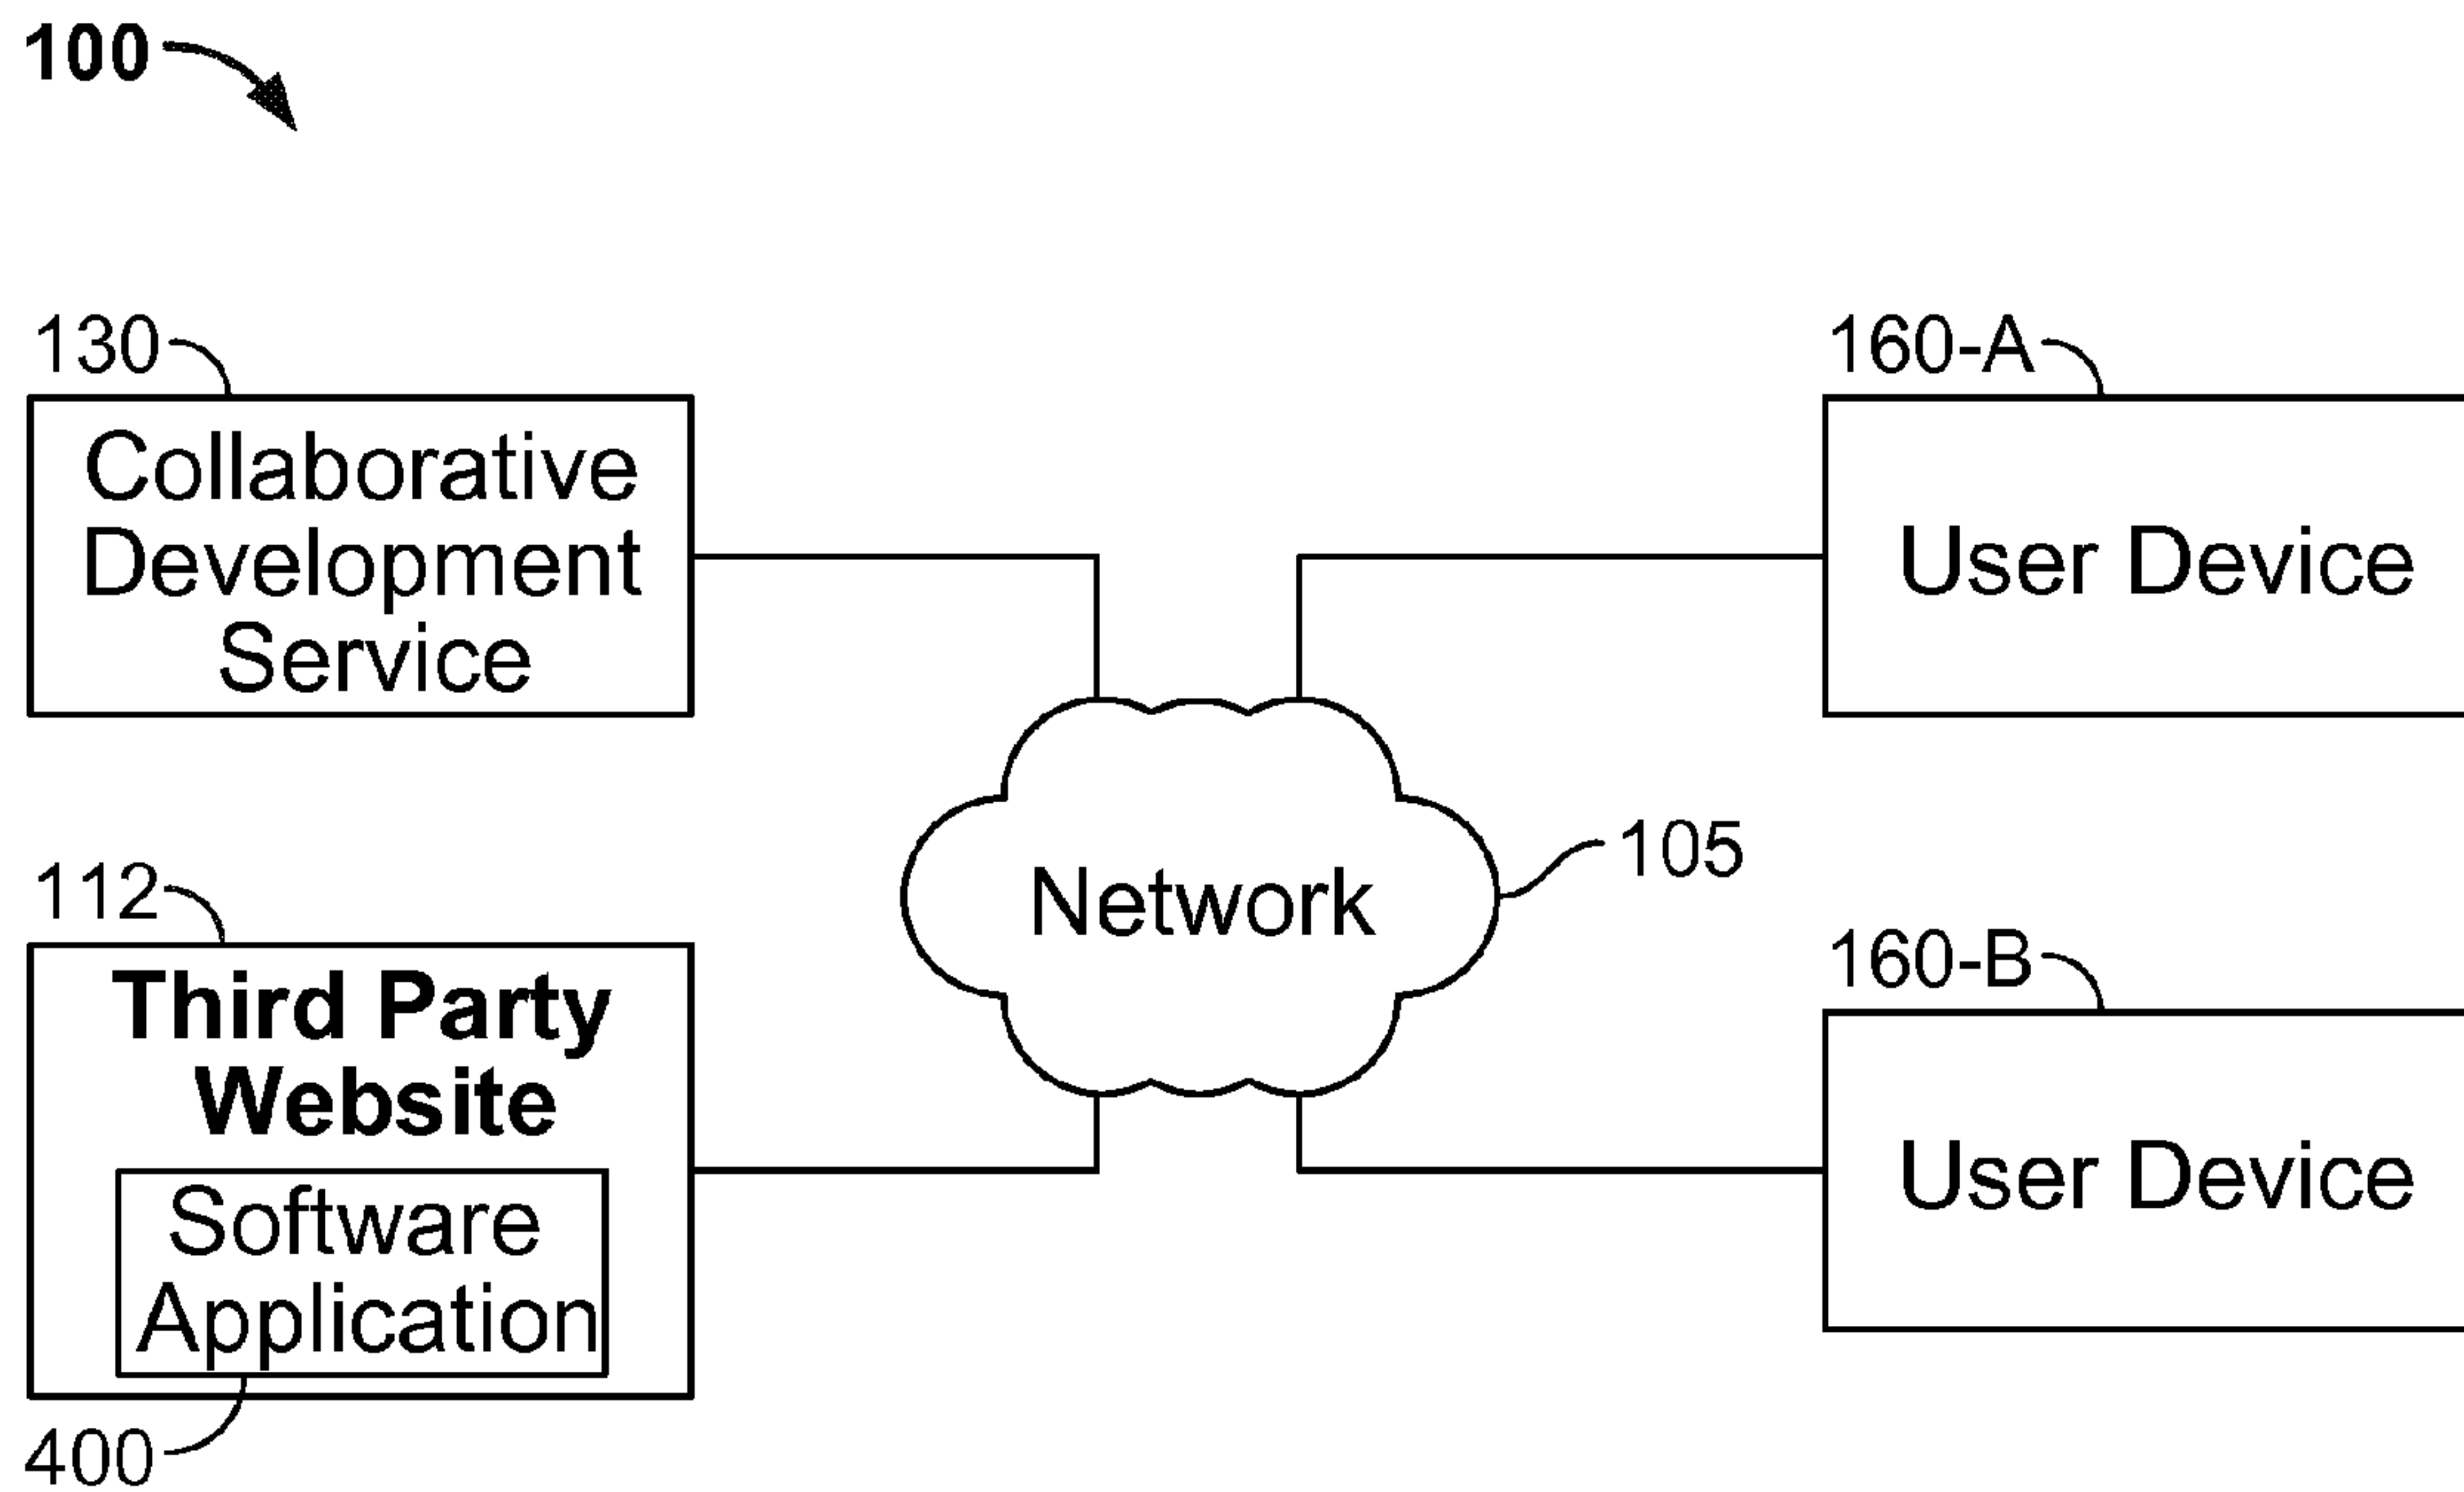 100
130
Collaborative
Development
Service
160-A
User Device
Network
105
112
Third Party
Website
Software
Application
400
160-B
User Device